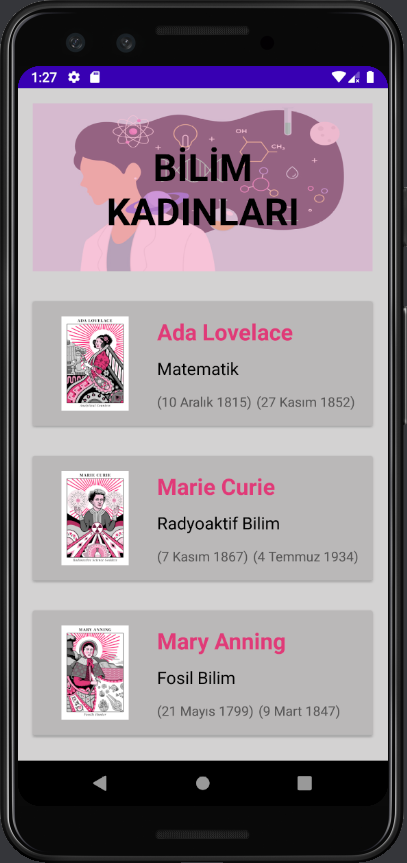 1:27
OH
CH₃
BİLİM
KADINLARI
ADA LOVELACE
Ada Lovelace
Matematik
(10 Aralık 1815) (27 Kasım 1852)
MARIE CURIE
Marie Curie
Radyoaktif Bilim
(7 Kasım 1867) (4 Temmuz 1934)
MARY ANNING
Mary Anning
Fosil Bilim
(21 Mayıs 1799) (9 Mart 1847)